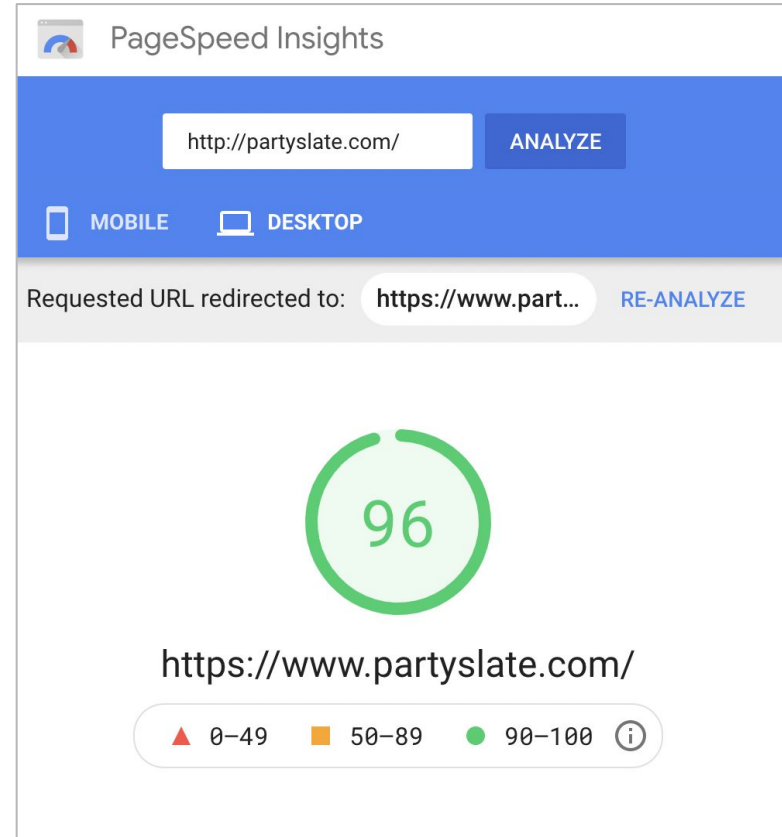 PageSpeed Insights
http://partyslate.com/ ANALYZE
MOBILE DESKTOP
Requested URL redirected to: https://www.part... RE-ANALYZE
96
https://www.partyslate.com/
0–49 50–89 90–100